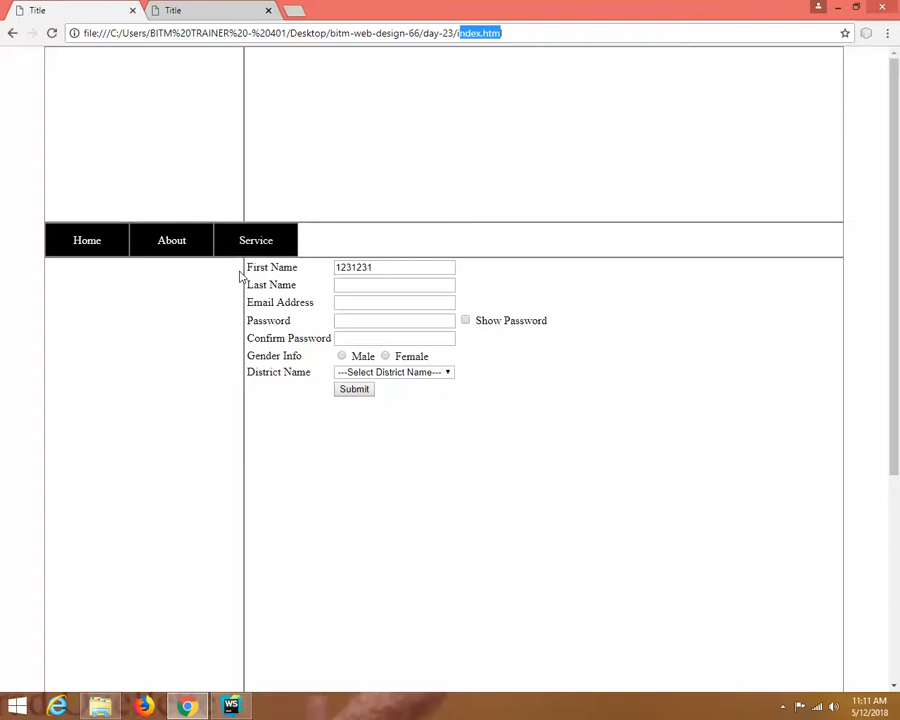 Title
Title
file:///C:/Users/BITM%20TRAINER%20-%20401/Desktop/bitm-web-design-66/day-23/index.htm
Home About Service
First Name 1231231
Last Name
Email Address
Password Show Password
Confirm Password
Gender Info Male Female
District Name ---Select District Name---
Submit
WS
11:11 AM
5/12/2018